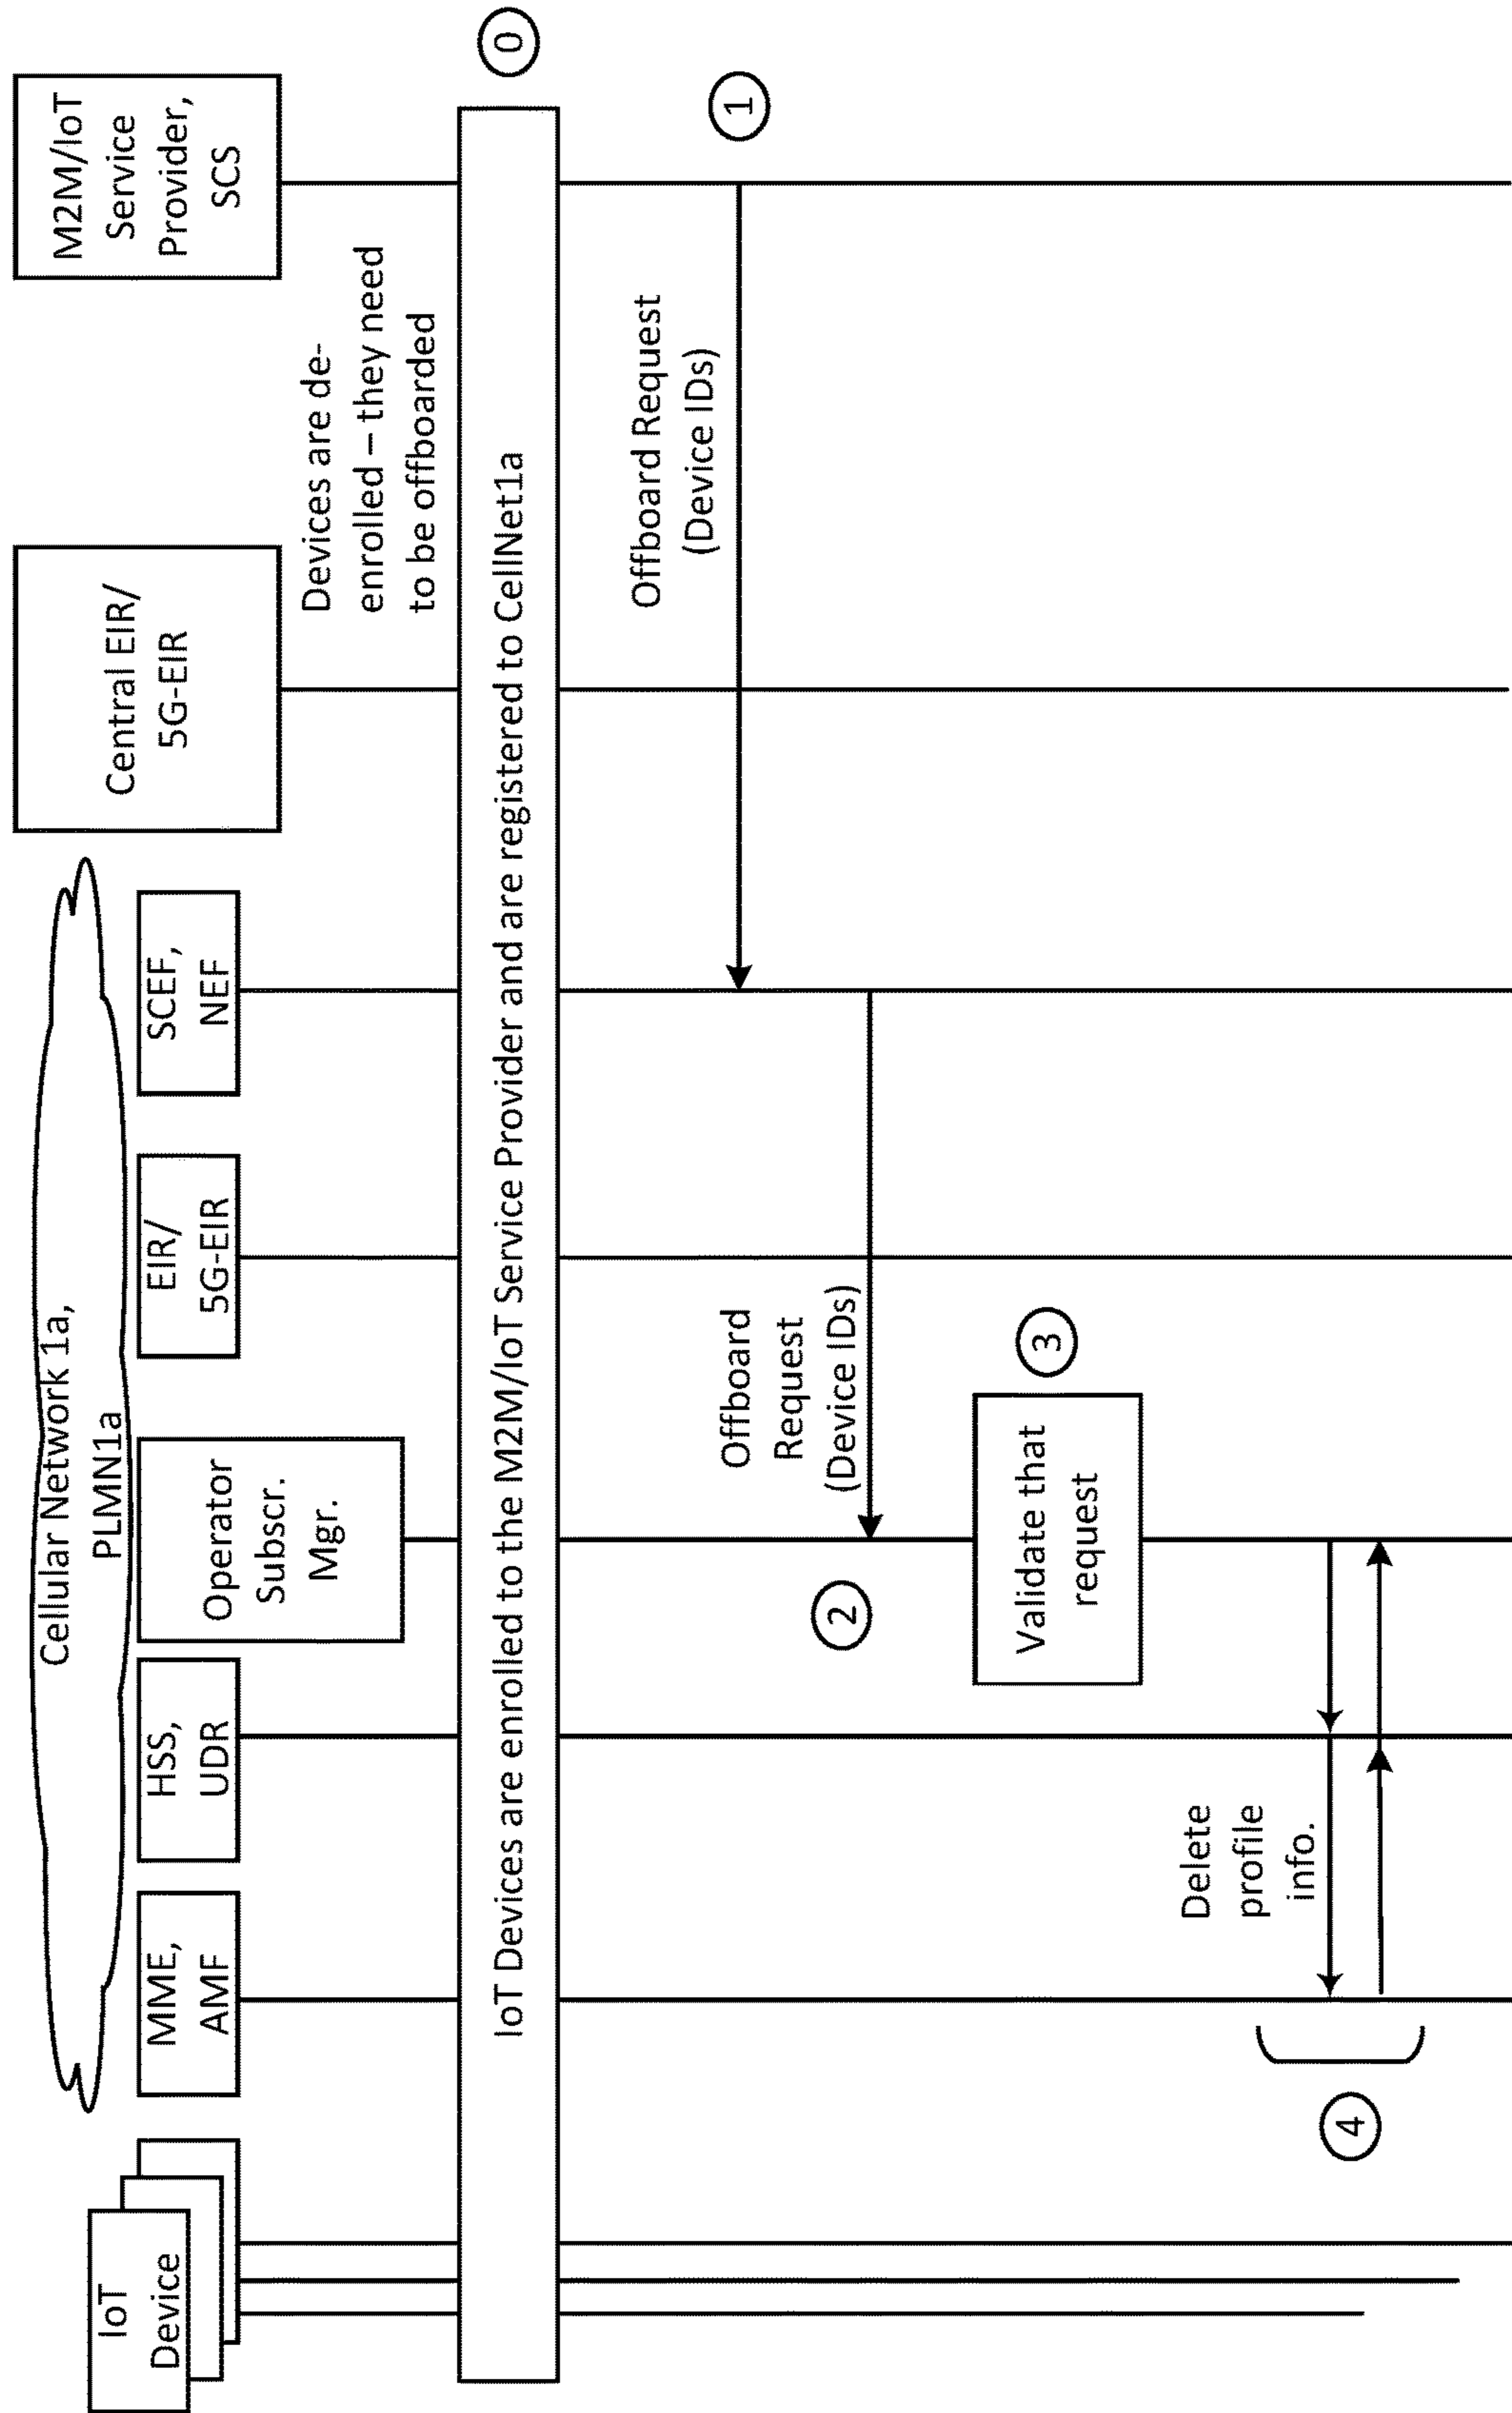 Cellular Network 1a,
PLMN1a
IoT
Device
MME,
AMF
HSS,
UDR
Operator
Subscr.
Mgr.
EIR/
5G-EIR
SCEF,
NEF
Central EIR/
5G-EIR
M2M/IoT
Service
Provider,
SCS
Devices are de-
enrolled – they need
to be offboarded
IoT Devices are enrolled to the M2M/IoT Service Provider and are registered to CellNet1a
0
Offboard Request
(Device IDs)
1
Offboard
Request
(Device IDs)
2
Validate that
request
3
Delete
profile
info.
4